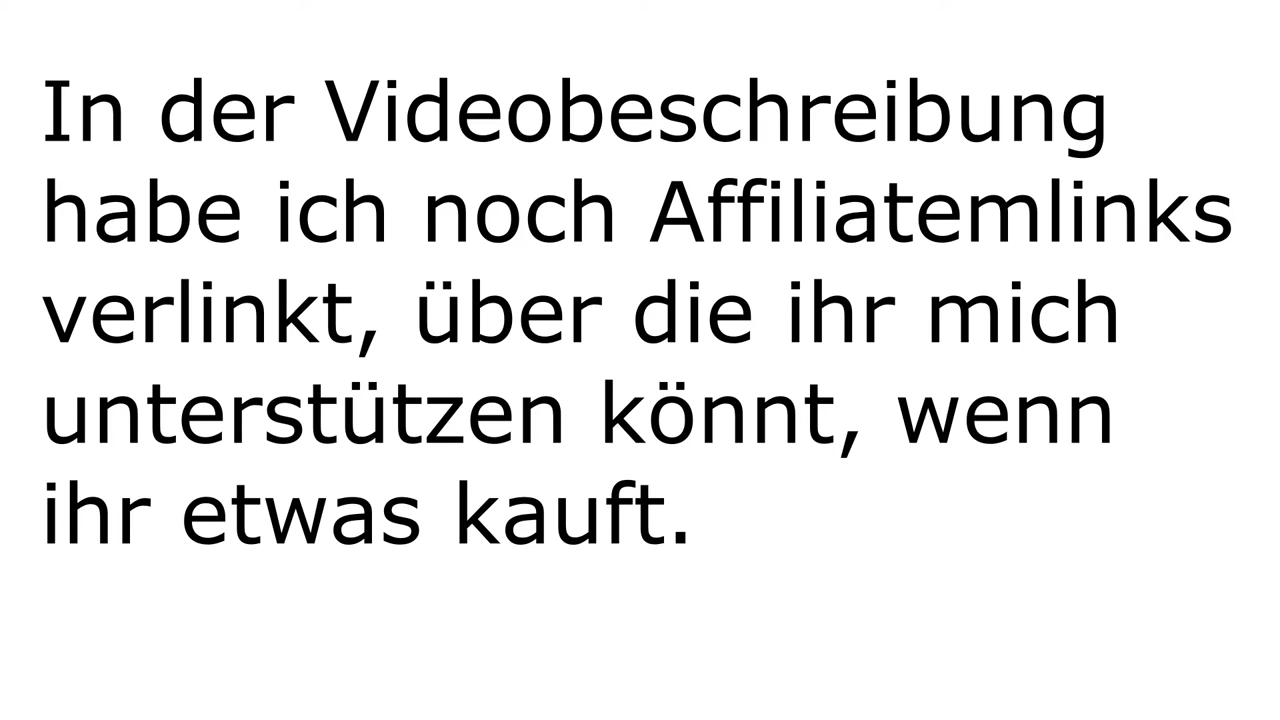 In der Videobeschreibung
habe ich noch Affiliatemlinks
verlinkt, über die ihr mich
unterstützen könnt, wenn
ihr etwas kauft.